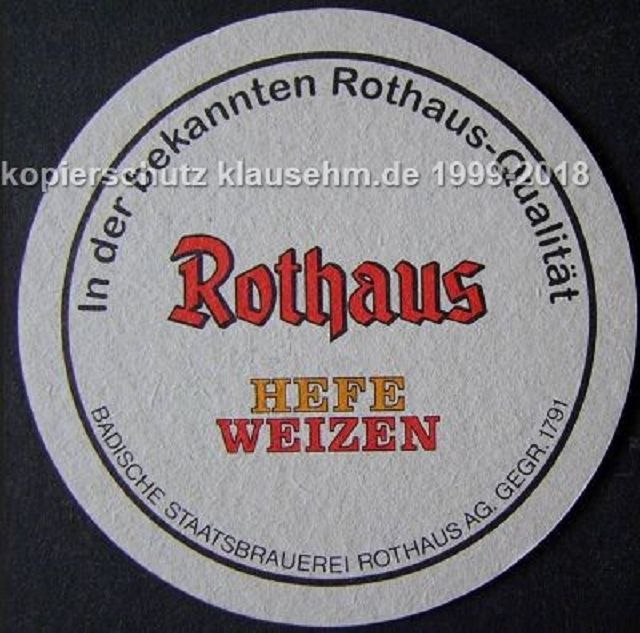 In der Bekannten Rothaus-Qualität
kopierschutz klausehm.de 1999-2018
Rothaus
HEFE
WEIZEN
BADISCHE STAATSBRAUEREI ROTHAUS AG. GEGR. 1791